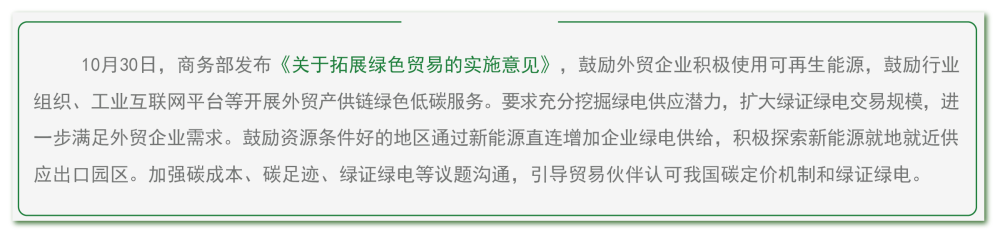 10月30日，商务部发布《关于拓展绿色贸易的实施意见》，鼓励外贸企业积极使用可再生能源，鼓励行业
组织、工业互联网平台等开展外贸产供链绿色低碳服务。要求充分挖掘绿电供应潜力，扩大绿证绿电交易规模，进
一步满足外贸企业需求。鼓励资源条件好的地区通过新能源直连增加企业绿电供给，积极探索新能源就地就近供
应出口园区。加强碳成本、碳足迹、绿证绿电等议题沟通，引导贸易伙伴认可我国碳定价机制和绿证绿电。